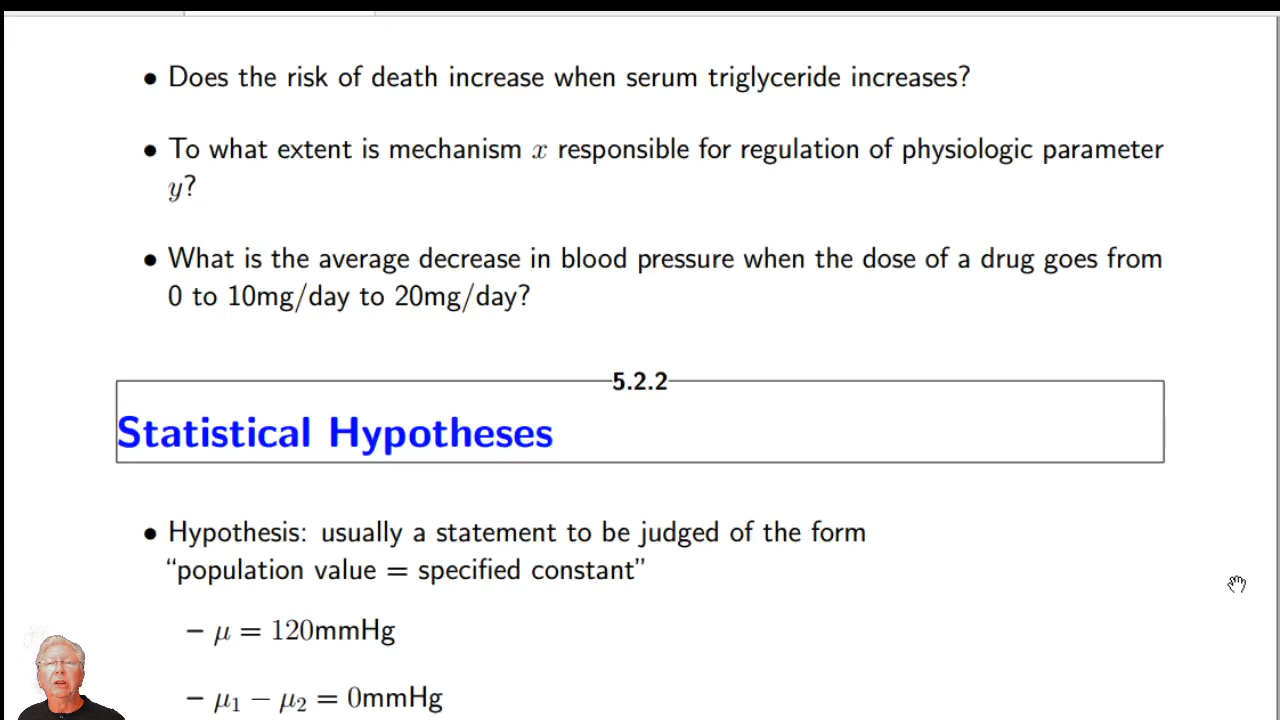 • Does the risk of death increase when serum triglyceride increases?
• To what extent is mechanism x responsible for regulation of physiologic parameter
y?
• What is the average decrease in blood pressure when the dose of a drug goes from
0 to 10mg/day to 20mg/day?
5.2.2
Statistical Hypotheses
• Hypothesis: usually a statement to be judged of the form
“population value = specified constant”
– μ = 120mmHg
– μ₁ − μ₂ = 0mmHg